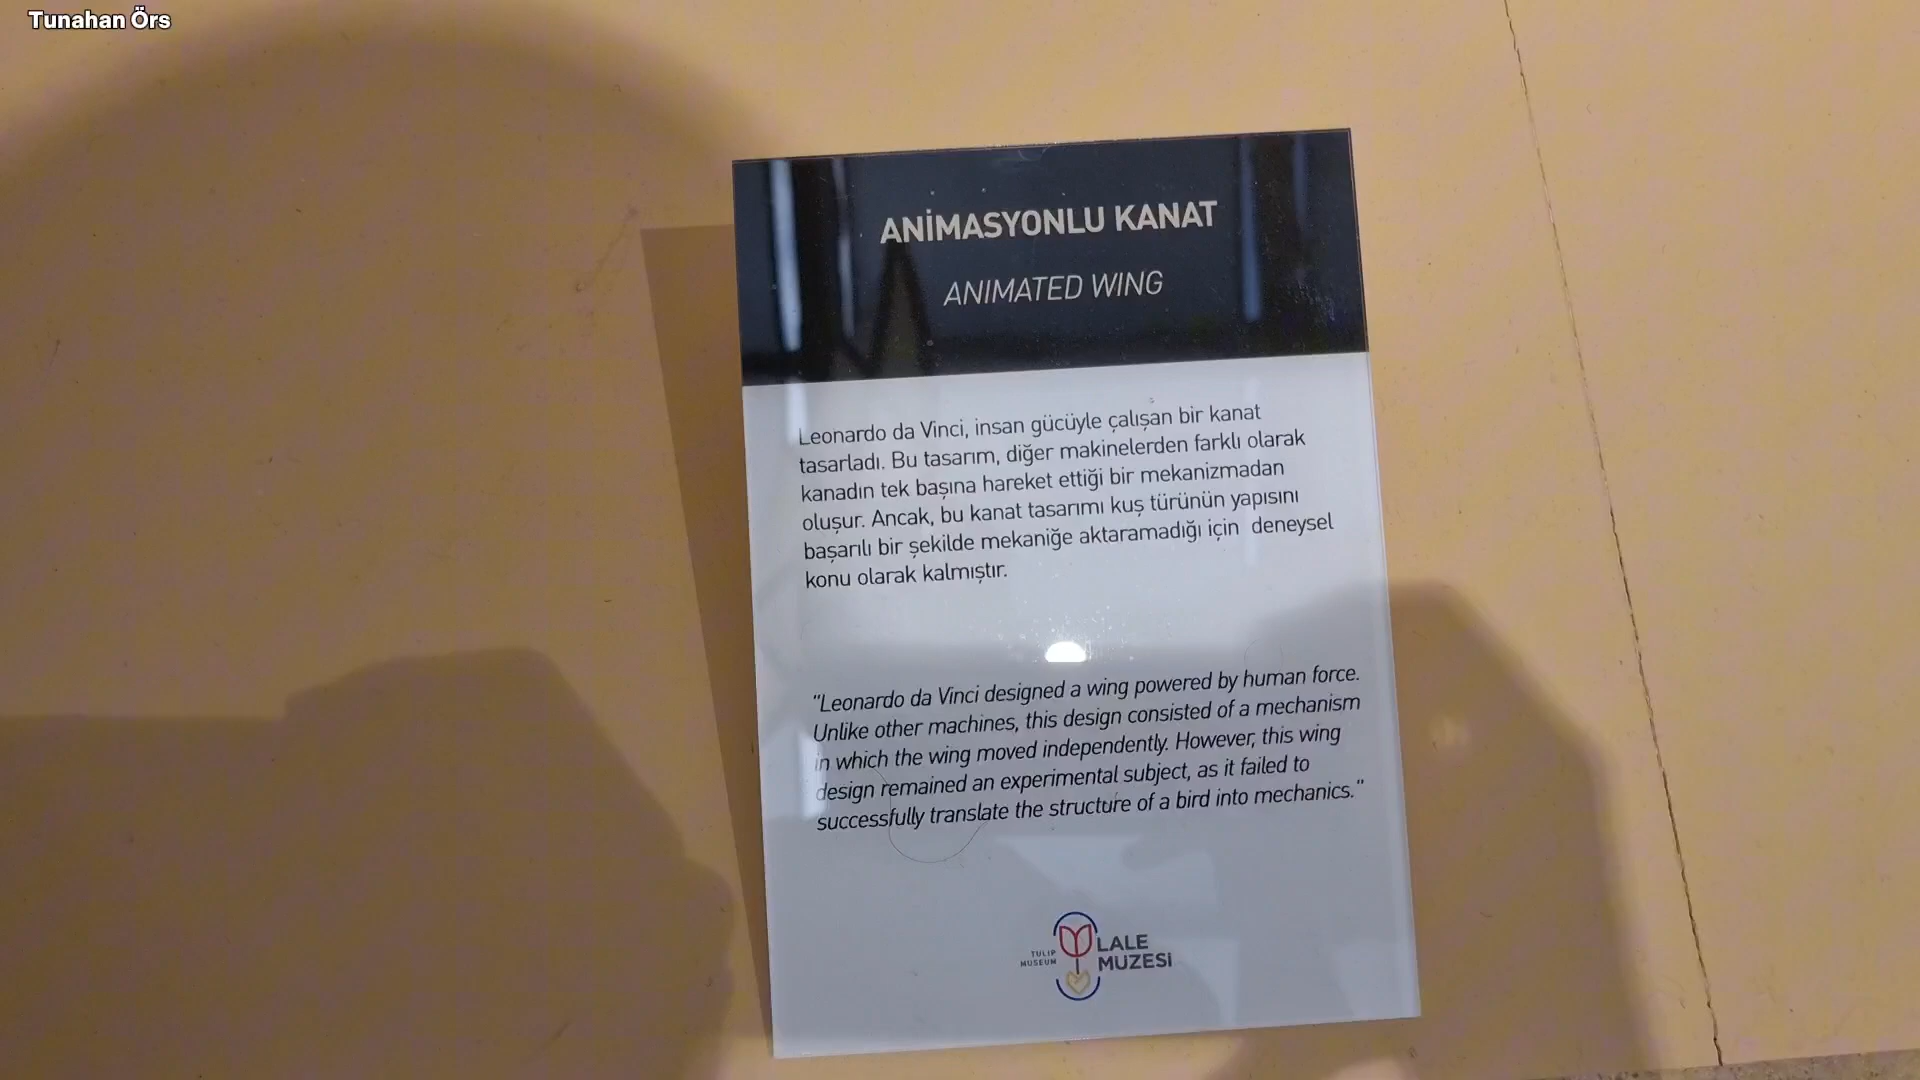 Tunahan Örs
ANİMASYONLU KANAT
ANIMATED WING
Leonardo da Vinci, insan gücüyle çalışan bir kanat
tasarladı. Bu tasarım, diğer makinelerden farklı olarak
kanadın tek başına hareket ettiği bir mekanizmadan
oluşur. Ancak, bu kanat tasarımı kuş türünün yapısını
başarılı bir şekilde mekaniğe aktaramadığı için deneysel
konu olarak kalmıştır.
"Leonardo da Vinci designed a wing powered by human force.
Unlike other machines, this design consisted of a mechanism
in which the wing moved independently. However, this wing
design remained an experimental subject, as it failed to
successfully translate the structure of a bird into mechanics."
TULIP
MUSEUM
LALE
MUZESİ